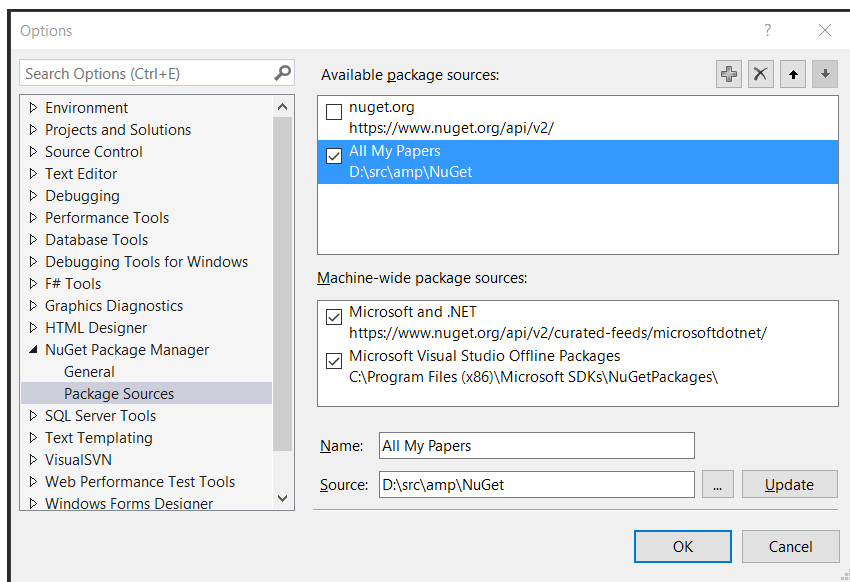 Options
?
Search Options (Ctrl+E)
Environment
Projects and Solutions
Source Control
Text Editor
Debugging
Performance Tools
Database Tools
Debugging Tools for Windows
F# Tools
Graphics Diagnostics
HTML Designer
NuGet Package Manager
General
Package Sources
SQL Server Tools
Text Templating
VisualSVN
Web Performance Test Tools
Windows Forms Designer
Available package sources:
nuget.org
https://www.nuget.org/api/v2/
All My Papers
D:\src\amp\NuGet
Machine-wide package sources:
Microsoft and .NET
https://www.nuget.org/api/v2/curated-feeds/microsoftdotnet/
Microsoft Visual Studio Offline Packages
C:\Program Files (x86)\Microsoft SDKs\NuGetPackages\
Name: All My Papers
Source: D:\src\amp\NuGet ... Update
OK Cancel